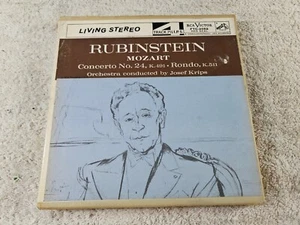 LIVING STEREO
RCA VICTOR
RUBINSTEIN
MOZART
Concerto No. 24, K.491 • Rondo, K.511
Orchestra conducted by Josef Krips